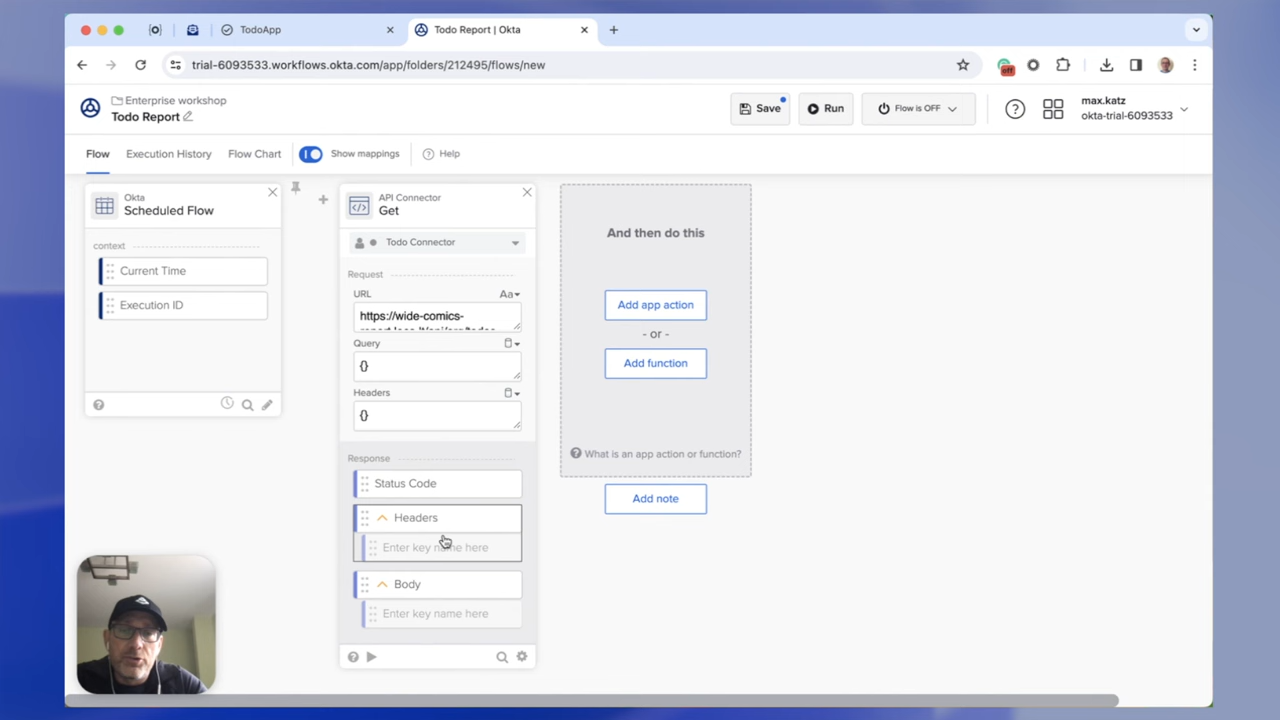 TodoApp
Todo Report | Okta
trial-6093533.workflows.okta.com/app/folders/212495/flows/new
off
Enterprise workshop
Todo Report
Save
Run
Flow is OFF
max.katz
okta-trial-6093533
Flow
Execution History
Flow Chart
Show mappings
Help
Okta
Scheduled Flow
context
Current Time
Execution ID
API Connector
Get
Todo Connector
Request
URL
Aa
https://wide-comics-
Query
{}
Headers
{}
Response
Status Code
Headers
Enter key name here
Body
Enter key name here
And then do this
Add app action
- or -
Add function
What is an app action or function?
Add note